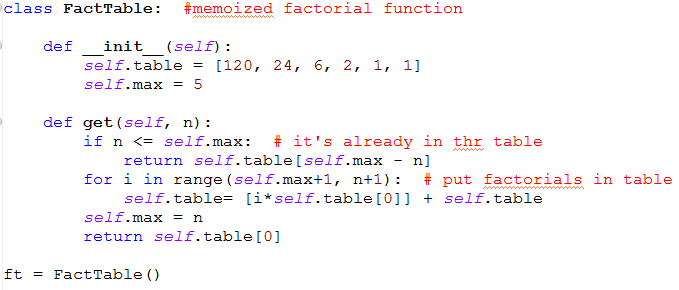 class FactTable:  #memoized factorial function
def __init__(self):
self.table = [120, 24, 6, 2, 1, 1]
self.max = 5
def get(self, n):
if n <= self.max:  # it's already in thr table
return self.table[self.max - n]
for i in range(self.max+1, n+1):  # put factorials in table
self.table= [i*self.table[0]] + self.table
self.max = n
return self.table[0]
ft = FactTable()